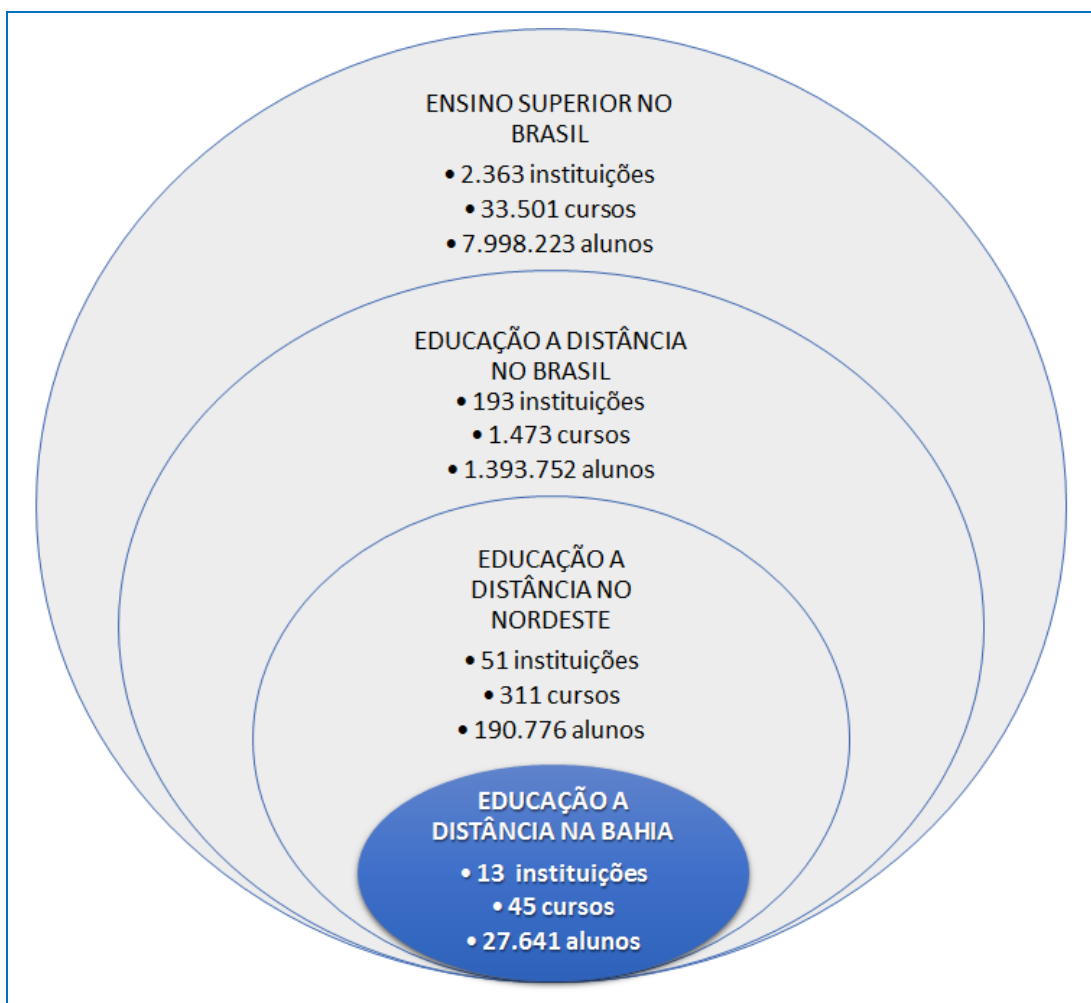 ENSINO SUPERIOR NO
BRASIL
• 2.363 instituições
• 33.501 cursos
• 7.998.223 alunos
EDUCAÇÃO A DISTÂNCIA
NO BRASIL
• 193 instituições
• 1.473 cursos
• 1.393.752 alunos
EDUCAÇÃO A
DISTÂNCIA NO
NORDESTE
• 51 instituições
• 311 cursos
• 190.776 alunos
EDUCAÇÃO A
DISTÂNCIA NA BAHIA
• 13 instituições
• 45 cursos
• 27.641 alunos